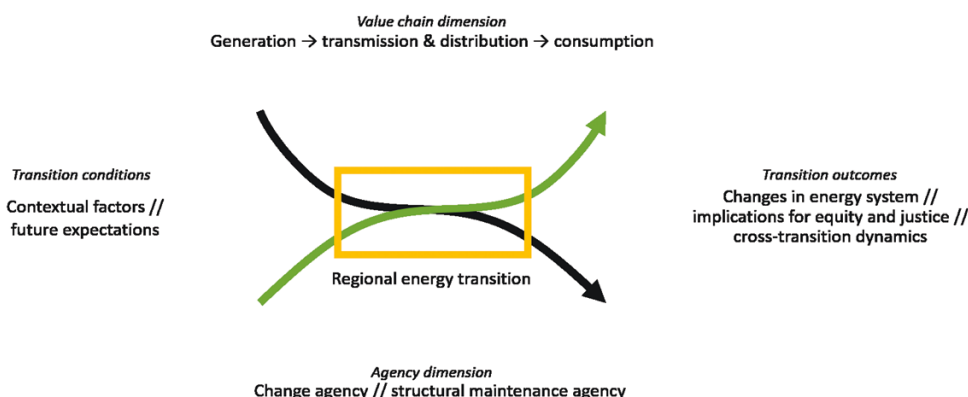 Value chain dimension
Generation → transmission & distribution → consumption
Transition conditions
Contextual factors //
future expectations
Transition outcomes
Changes in energy system //
implications for equity and justice //
cross-transition dynamics
Regional energy transition
Agency dimension
Change agency // structural maintenance agency